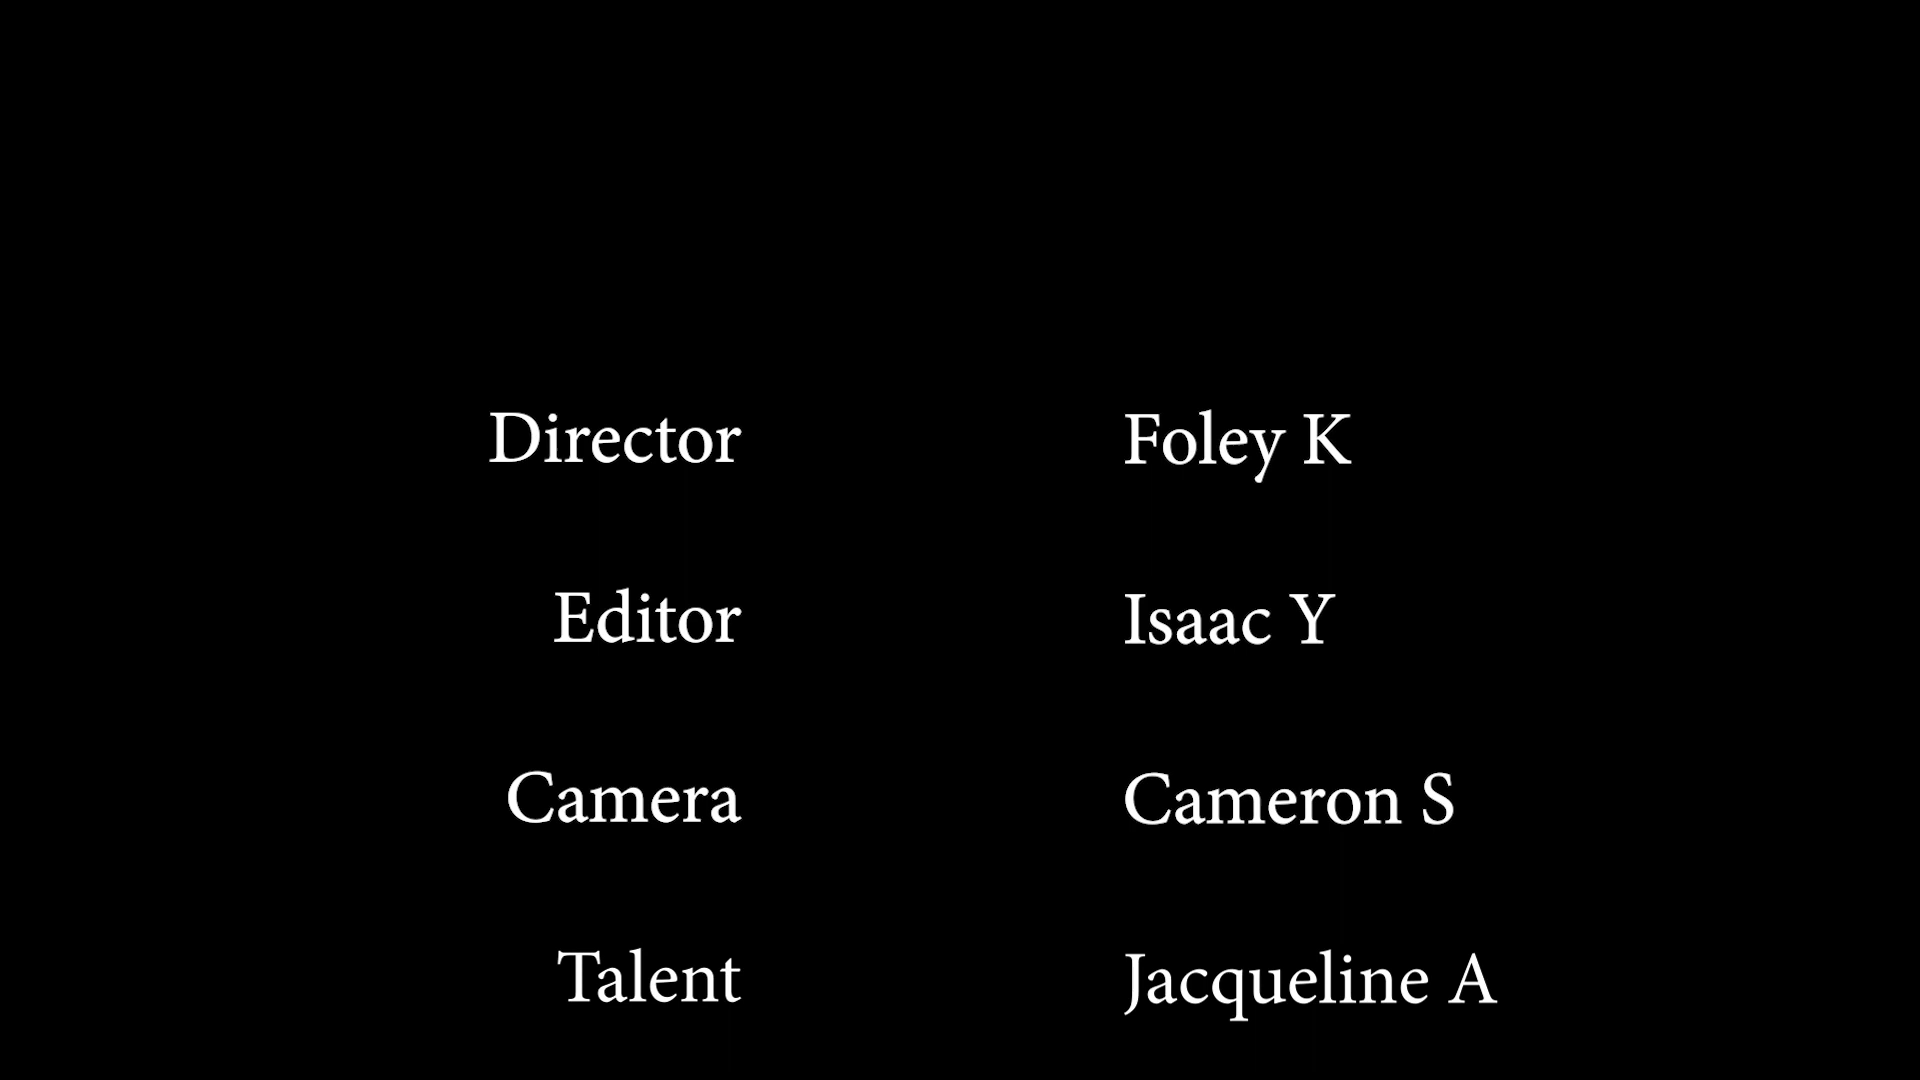 Director Foley K
Editor Isaac Y
Camera Cameron S
Talent Jacqueline A